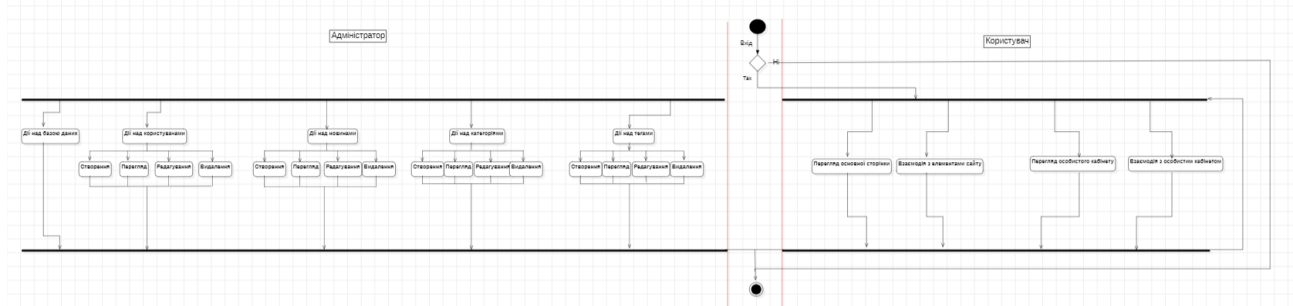 Адміністратор
Користувач
Вхід
Ні
Так
Дії над базою даних
Дії над користувачами
Дії над новинами
Дії над категоріями
Дії над тегами
Створення
Перегляд
Редагування
Видалення
Створення
Перегляд
Редагування
Видалення
Створення
Перегляд
Редагування
Видалення
Створення
Перегляд
Редагування
Видалення
Перегляд основної сторінки
Взаємодія з елементами сайту
Перегляд особистого кабінету
Взаємодія з особистим кабінетом